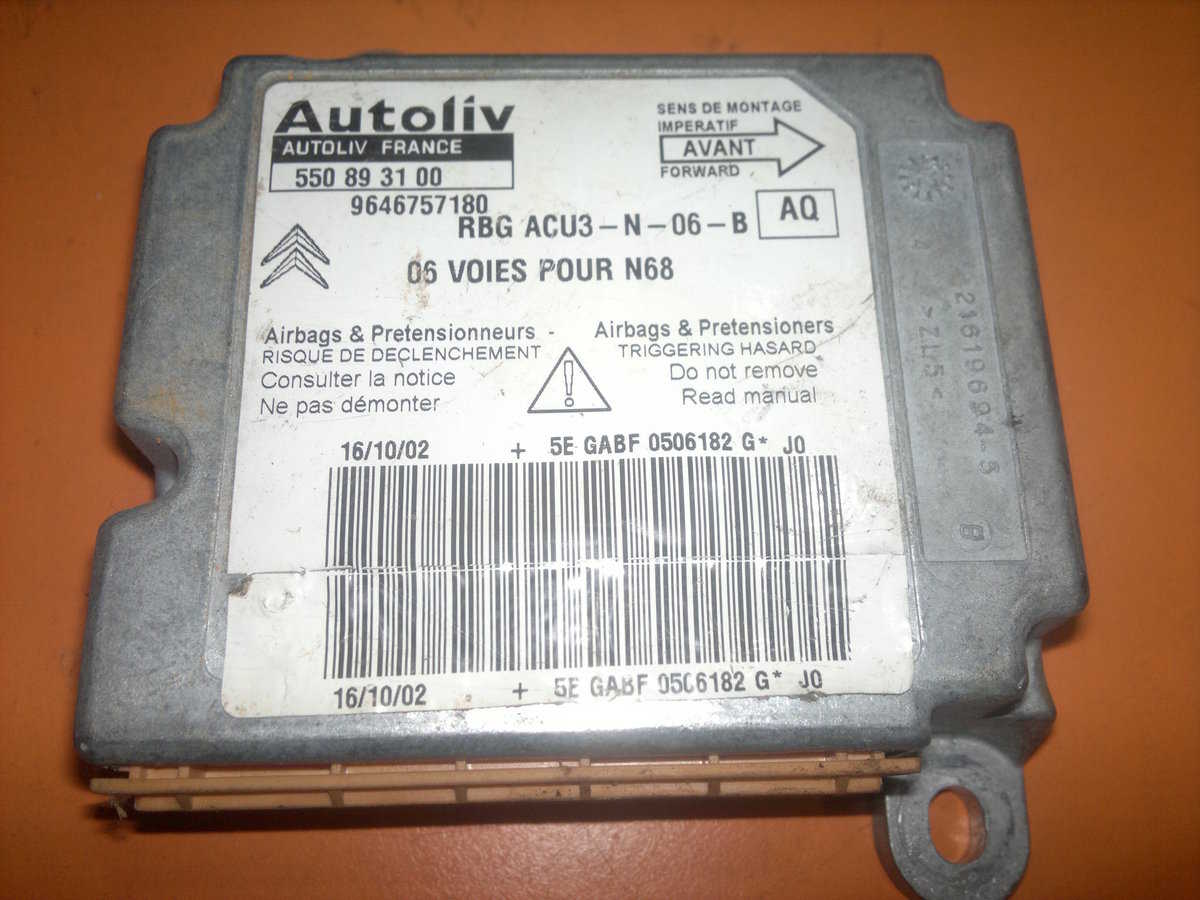 Autoliv
AUTOLIV FRANCE
550 89 31 00
9646757180
SENS DE MONTAGE
IMPERATIF
AVANT
FORWARD
RBG ACU3-N-06-B
AQ
06 VOIES POUR N68
Airbags & Pretensionneurs -
RISQUE DE DECLENCHEMENT
Consulter la notice
Ne pas démonter
Airbags & Pretensioners
TRIGGERING HASARD
Do not remove
Read manual
16/10/02 + 5E GABF 0506182 G* J0
16/10/02 + 5E GABF 0506182 G* J0
21619694-5